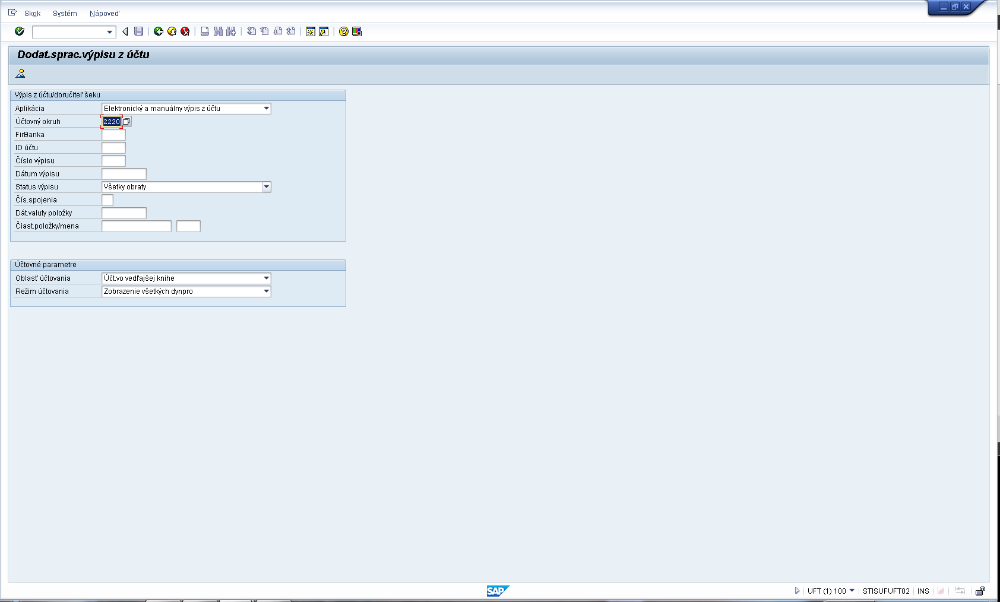 Skok Systém Nápoveď
Dodat.sprac.výpisu z účtu
Výpis z účtu/doručiteľ šeku
Aplikácia Elektronický a manuálny výpis z účtu
Účtovný okruh 2220
FirBanka
ID účtu
Číslo výpisu
Dátum výpisu
Status výpisu Všetky obraty
Čís.spojenia
Dát.valuty položky
Čiast.položky/mena
Účtovné parametre
Oblasť účtovania Účt.vo vedľajšej knihe
Režim účtovania Zobrazenie všetkých dynpro
SAP UFT (1) 100 STISUFUFT02 INS